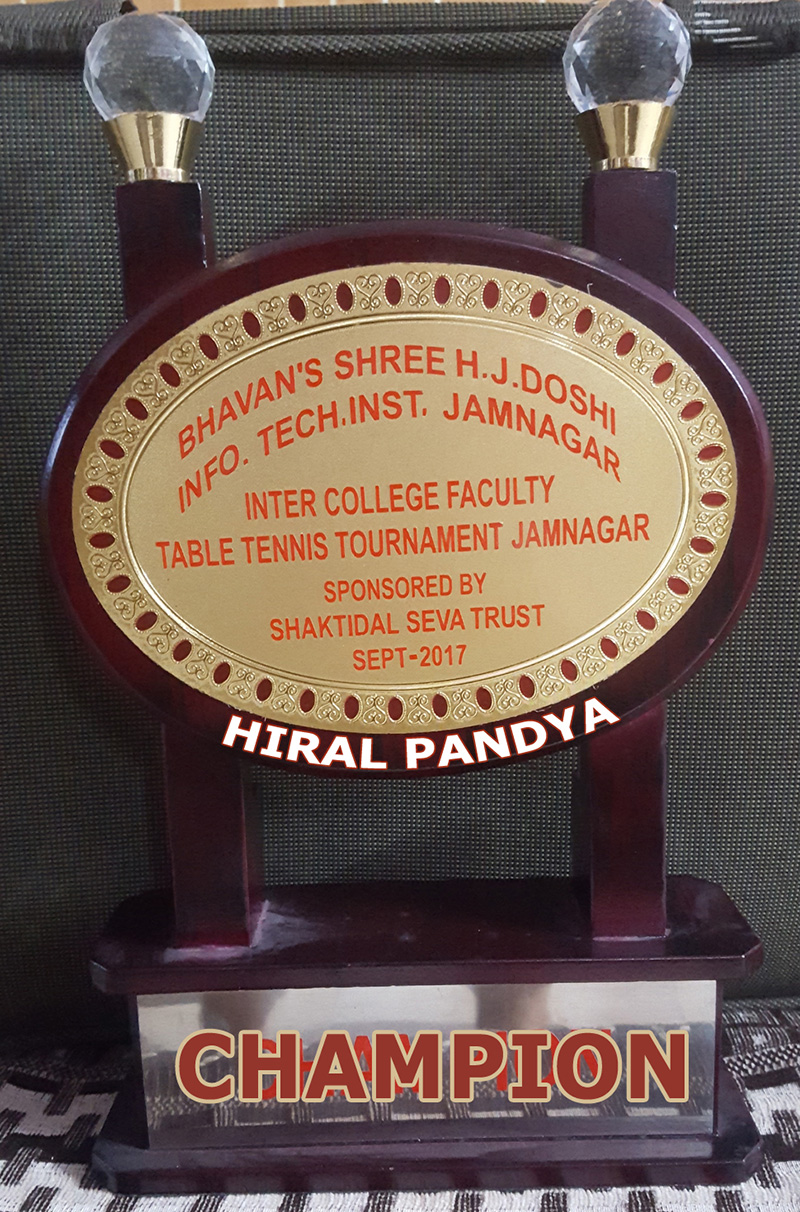 BHAVAN'S SHREE H.J.DOSHI
INFO. TECH.INST. JAMNAGAR
INTER COLLEGE FACULTY
TABLE TENNIS TOURNAMENT JAMNAGAR
SPONSORED BY
SHAKTIDAL SEVA TRUST
SEPT-2017
HIRAL PANDYA
CHAMPION